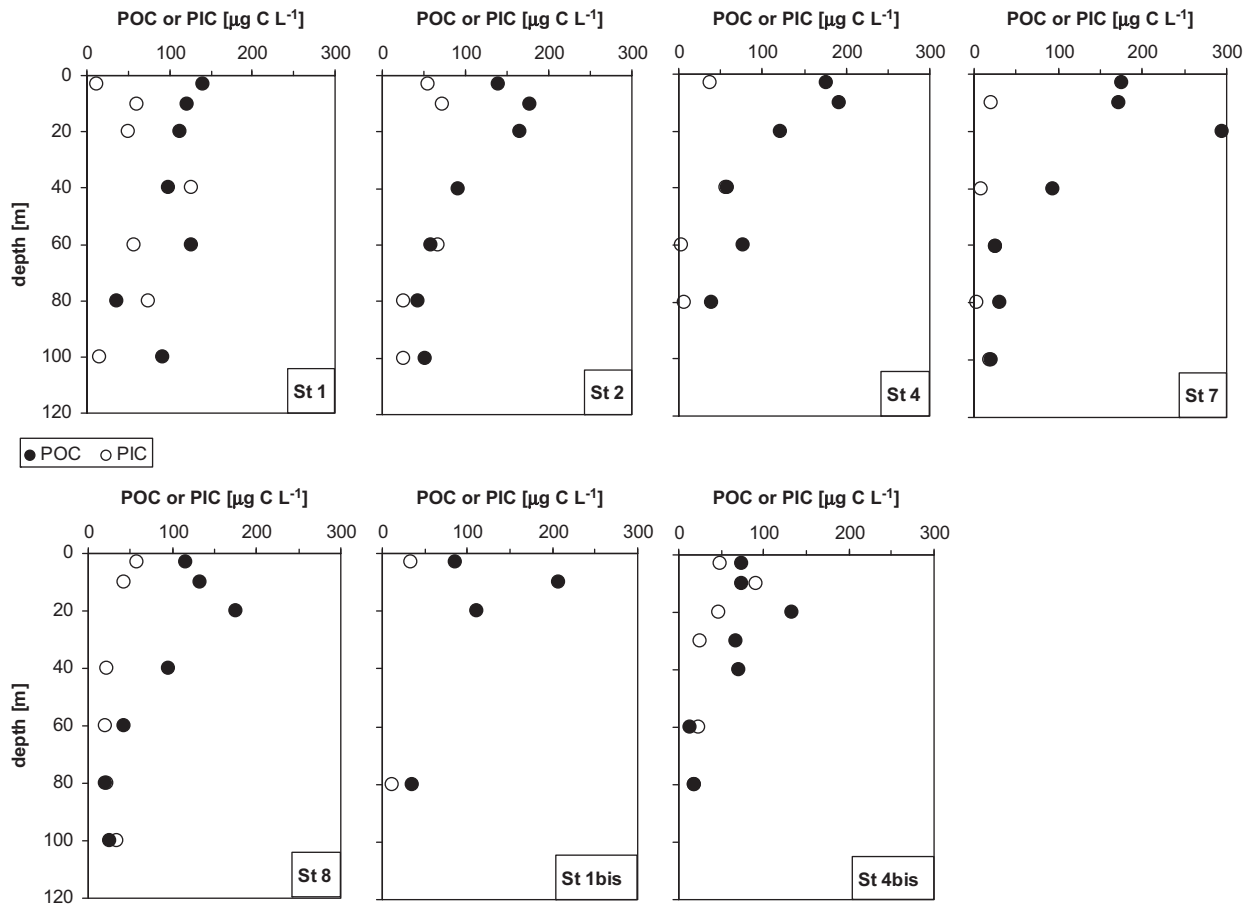 POC or PIC [μg C L-1] POC or PIC [μg C L-1] POC or PIC [μg C L-1] POC or PIC [μg C L-1]
0 100 200 300 0 100 200 300 0 100 200 300 0 100 200 300
0
20
40
60
80
100
120
depth [m]
St 1 St 2 St 4 St 7
POC PIC
POC or PIC [μg C L-1] POC or PIC [μg C L-1] POC or PIC [μg C L-1]
0 100 200 300 0 100 200 300 0 100 200 300
0
20
40
60
80
100
120
depth [m]
St 8 St 1bis St 4bis